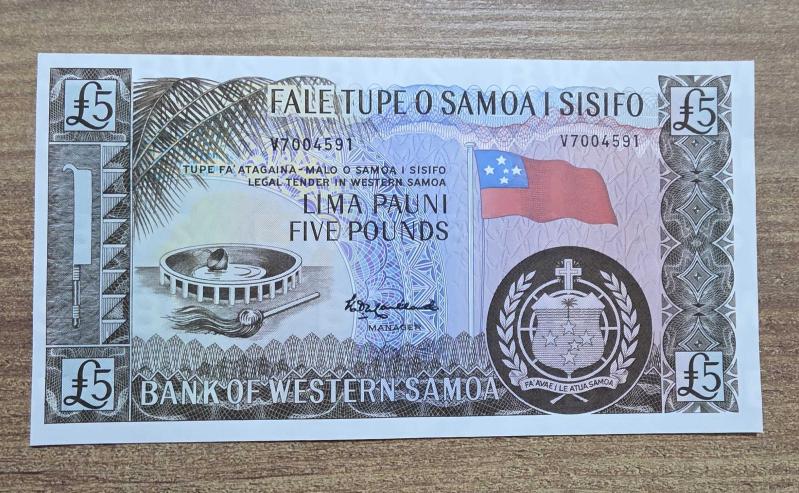 £5
FALE TUPE O SAMOA I SISIFO
£5
V7004591
V7004591
TUPE FA'ATAGAINA-MALO O SAMOA I SISIFO
LEGAL TENDER IN WESTERN SAMOA
LIMA PAUNI
FIVE POUNDS
MANAGER
FA'AVAE I LE ATUA SAMOA
£5
BANK OF WESTERN SAMOA
£5